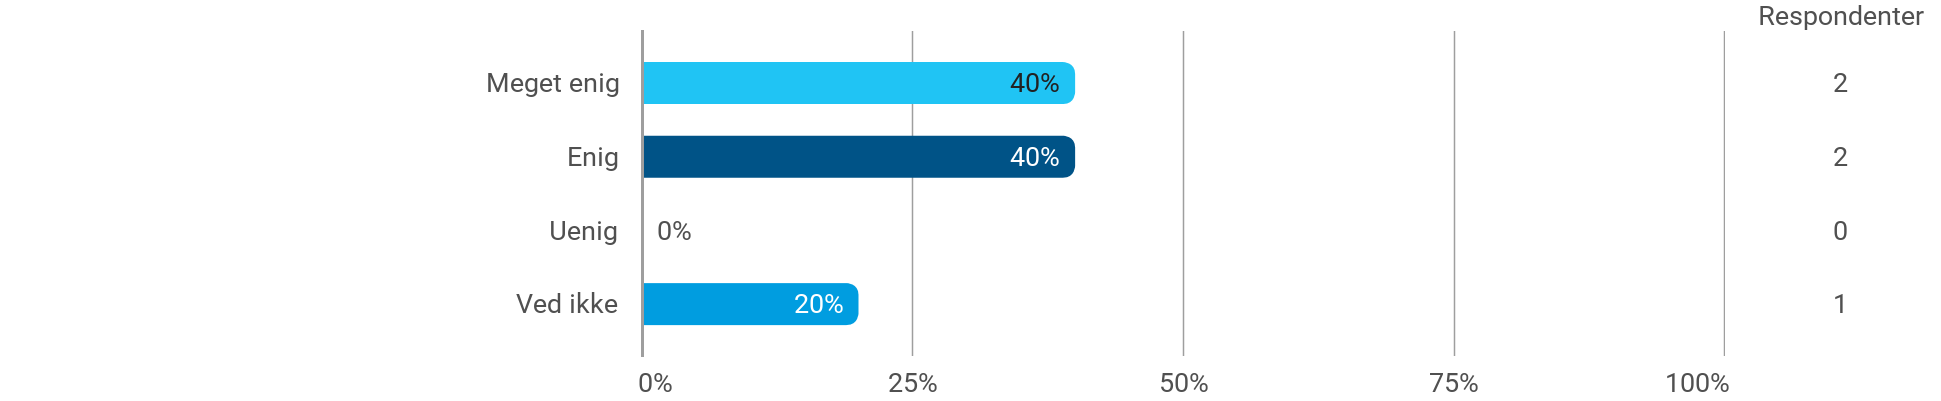 Respondenter
Meget enig 40% 2
Enig 40% 2
Uenig 0% 0
Ved ikke 20% 1
0% 25% 50% 75% 100%